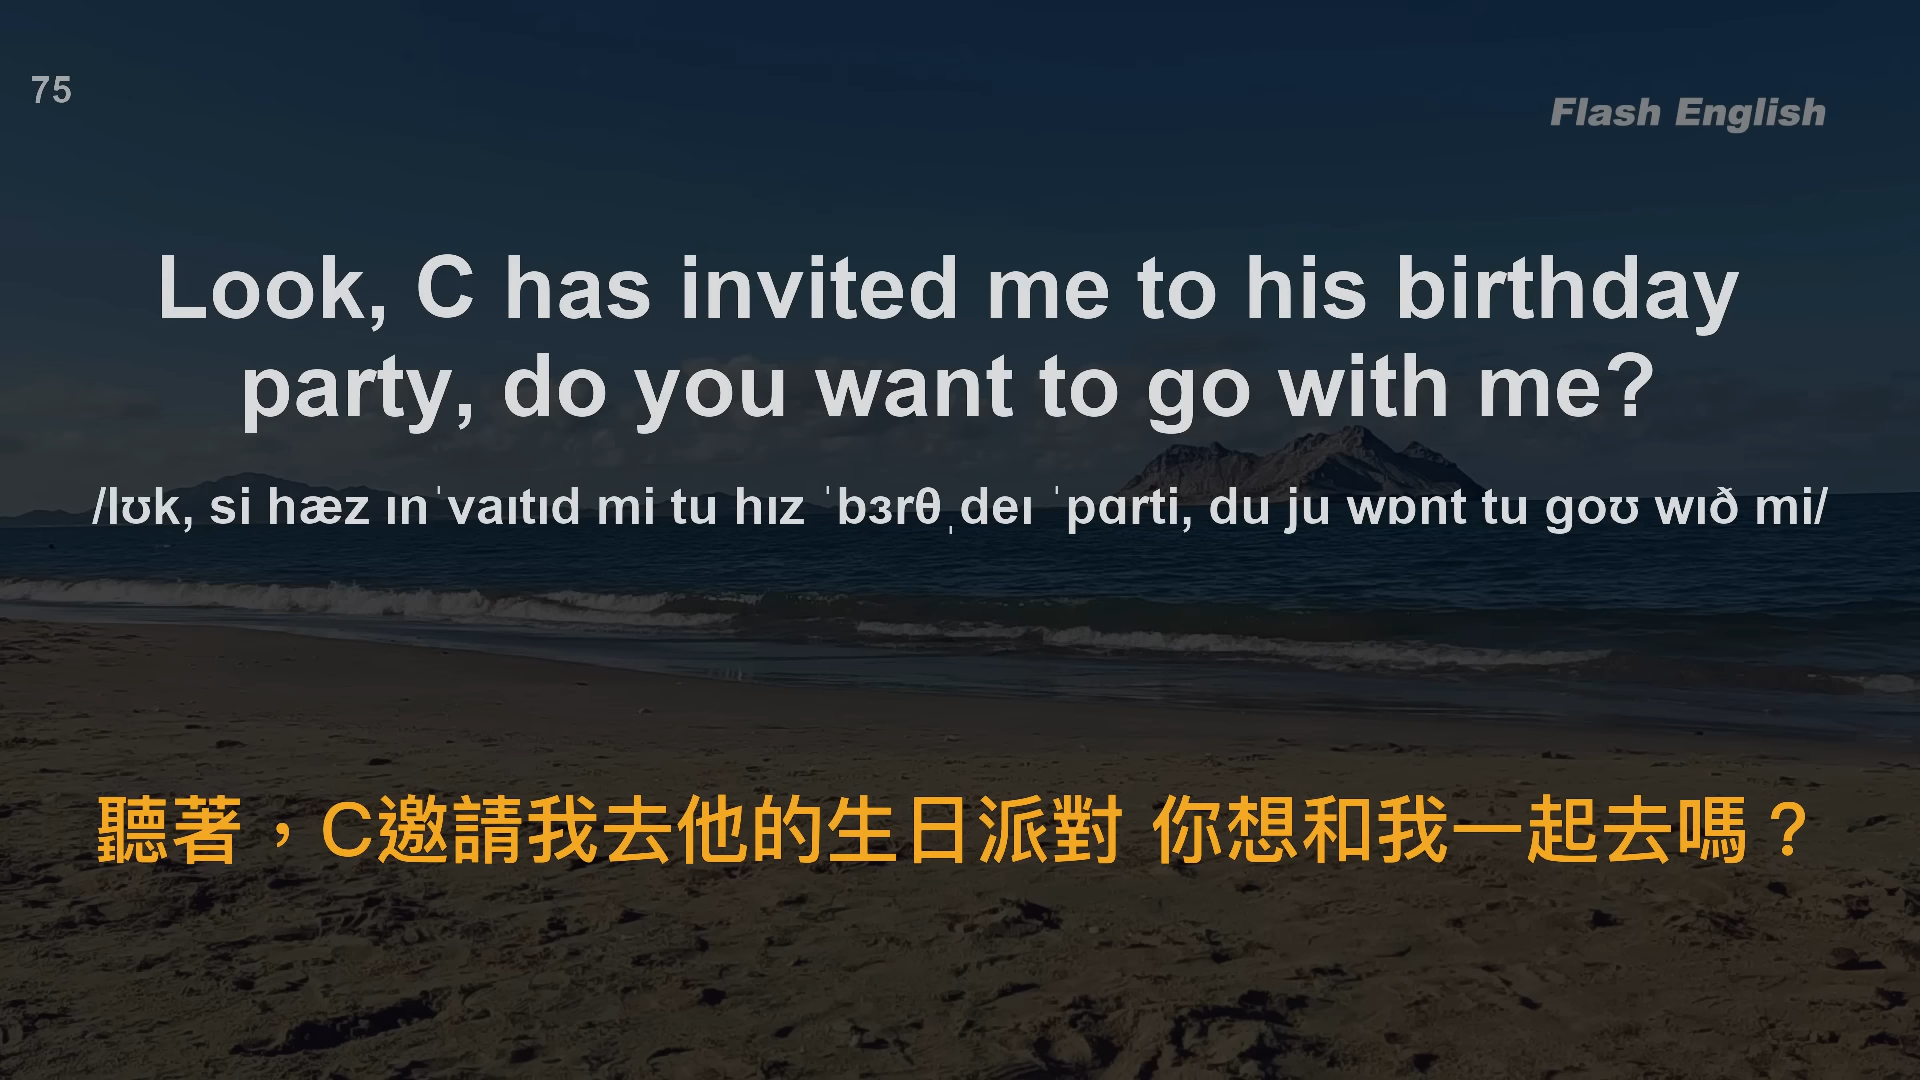 75
Flash English
Look, C has invited me to his birthday
party, do you want to go with me?
/lʊk, si hæz ɪnˈvaɪtɪd mi tu hɪz ˈbɜrθˌdeɪ ˈpɑrti, du ju wɒnt tu goʊ wɪð mi/
聽著，C邀請我去他的生日派對 你想和我一起去嗎？